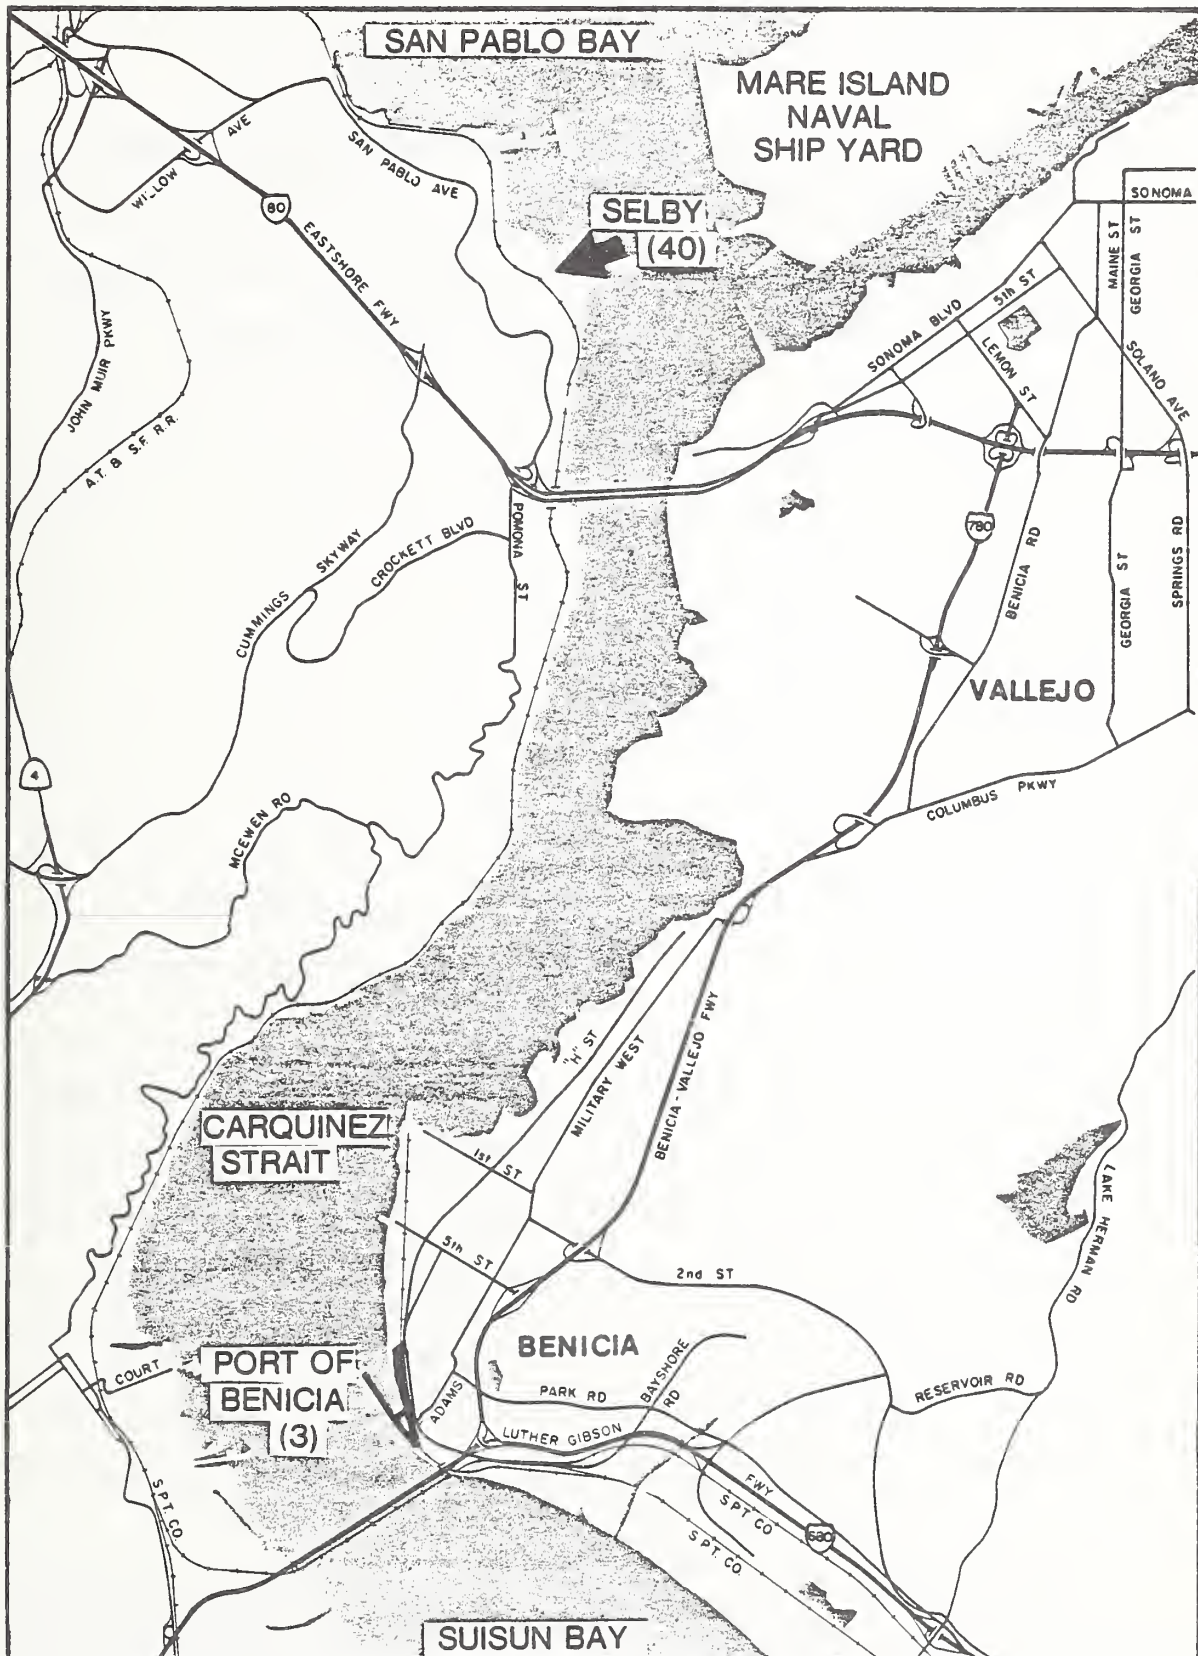 SAN PABLO BAY
MARE ISLAND
NAVAL
SHIP YARD
SAN PABLO AVE
AVE
WILLOW
80
EASTSHORE FWY
SELBY
(40)
SONOMA
MAINE ST
GEORGIA ST
5th ST
SONOMA BLVD
LEMON ST
SOLANO AVE
JOHN MUIR PKWY
A.T. & S.F. R.R.
POMONA ST
CROCKETT BLVD
SKYWAY
CUMMINGS
780
BENICIA RD
GEORGIA ST
SPRINGS RD
VALLEJO
4
COLUMBUS PKWY
MCEWEN RD
"H" ST
MILITARY WEST
BENICIA - VALLEJO FWY
CARQUINEZ
STRAIT
1st ST
LAKE HERMAN RD
5th ST
2nd ST
BENICIA
BAYSHORE
RD
COURT
PORT OF
BENICIA
(3)
ADAMS
PARK RD
RESERVOIR RD
LUTHER GIBSON
FWY
S.P.T. CO.
S.P.T. CO
680
S.P.T. CO.
SUISUN BAY